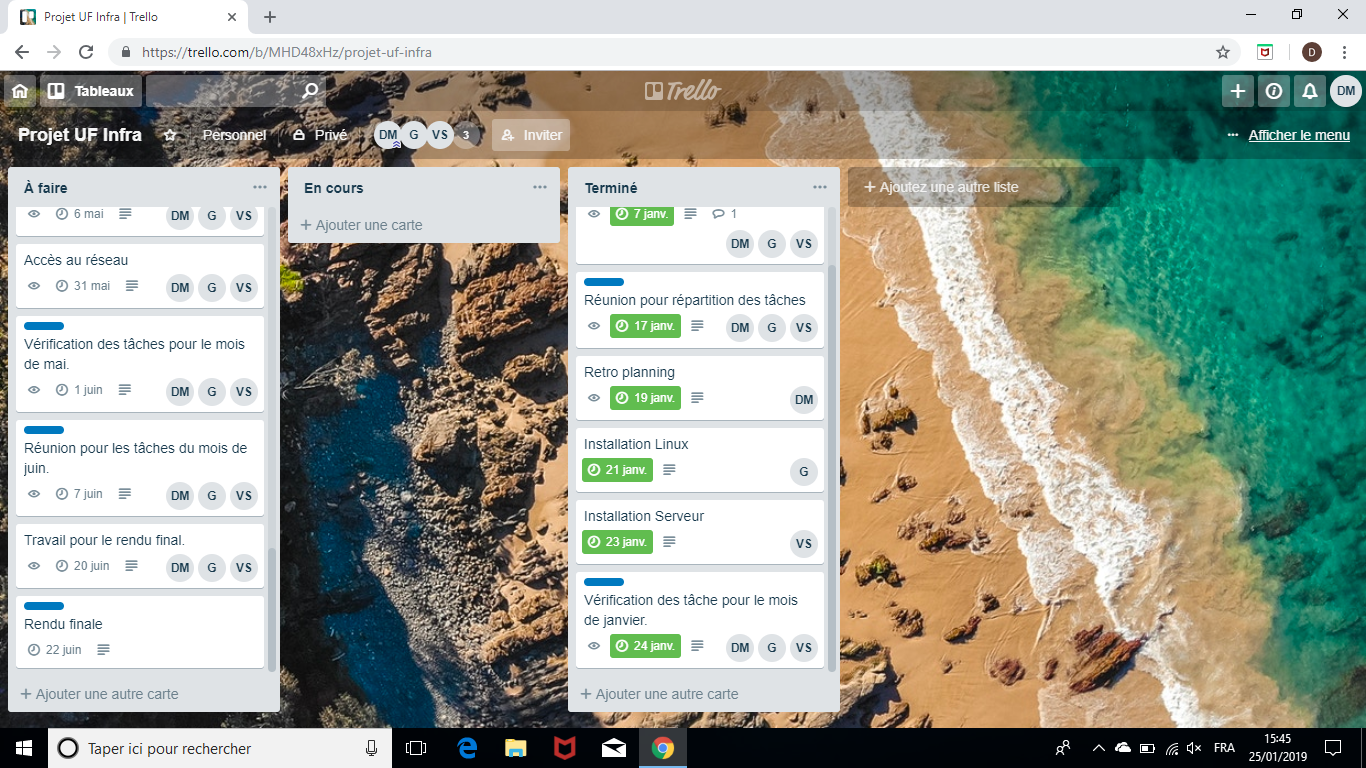 Projet UF Infra | Trello
https://trello.com/b/MHD48xHz/projet-uf-infra
D
Tableaux
Trello
DM
Projet UF Infra
Personnel
Privé
DM G VS 3
Inviter
Afficher le menu
À faire
6 mai
DM G VS
Accès au réseau
31 mai
DM G VS
Vérification des tâches pour le mois
de mai.
1 juin
DM G VS
Réunion pour les tâches du mois de
juin.
7 juin
DM G VS
Travail pour le rendu final.
20 juin
DM G VS
Rendu finale
22 juin
+ Ajouter une autre carte
En cours
+ Ajouter une carte
Terminé
7 janv.
1
DM G VS
Réunion pour répartition des tâches
17 janv.
DM G VS
Retro planning
19 janv.
DM
Installation Linux
21 janv.
G
Installation Serveur
23 janv.
VS
Vérification des tâche pour le mois
de janvier.
24 janv.
DM G VS
+ Ajouter une autre carte
+ Ajoutez une autre liste
Taper ici pour rechercher
FRA
15:45
25/01/2019